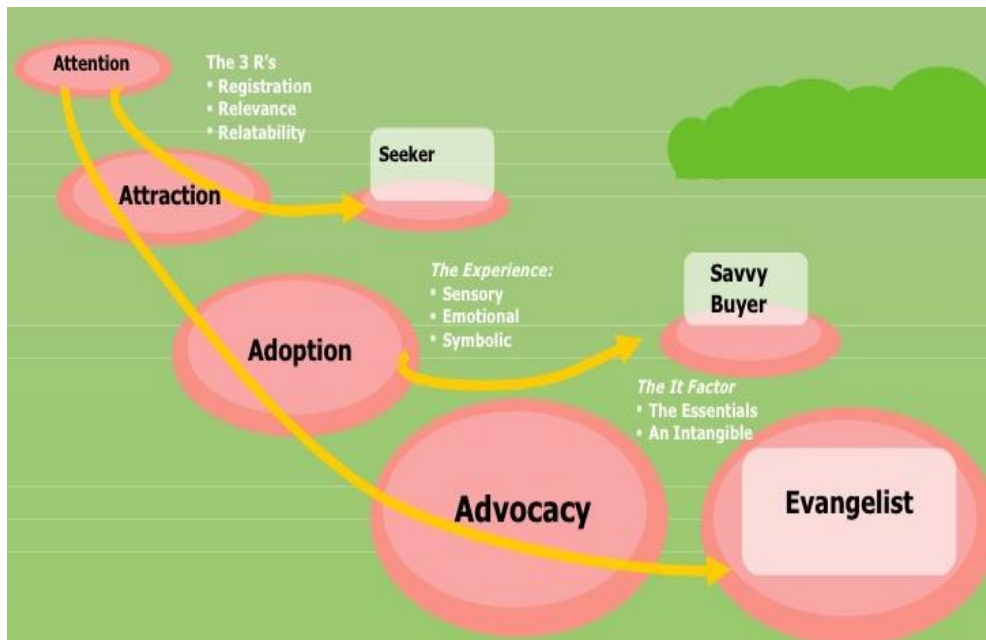 Attention
The 3 R's
• Registration
• Relevance
• Relatability
Seeker
Attraction
The Experience:
• Sensory
• Emotional
• Symbolic
Savvy
Buyer
Adoption
The It Factor
• The Essentials
• An Intangible
Advocacy
Evangelist